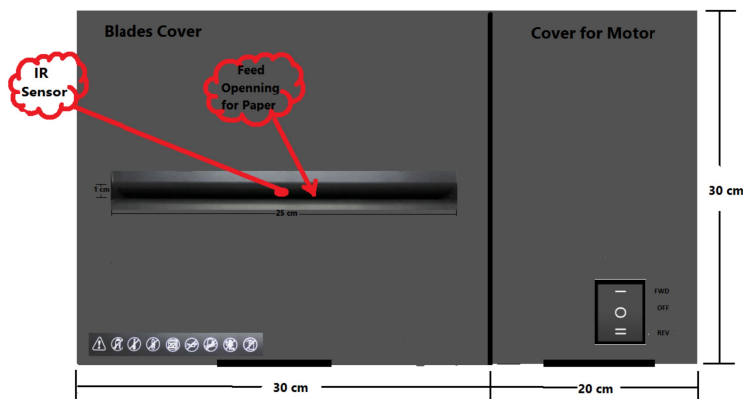 Blades Cover
Cover for Motor
IR
Sensor
Feed
Openning
for Paper
1 cm
25 cm
30 cm
FWD
OFF
REV
30 cm
20 cm